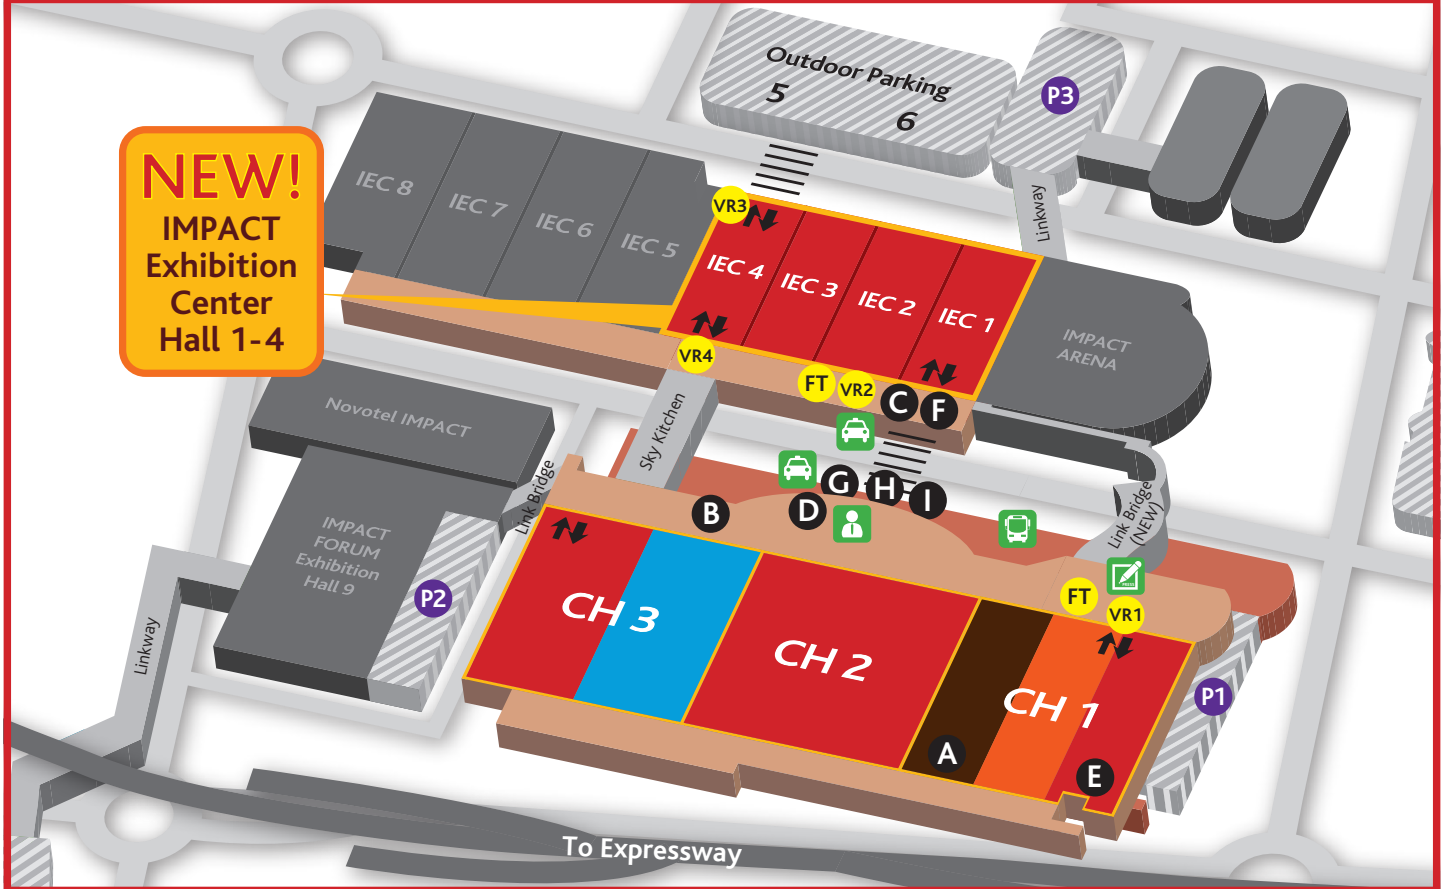 Outdoor Parking
5
6
P3
NEW!
IMPACT
Exhibition
Center
Hall 1-4
IEC 8
IEC 7
IEC 6
IEC 5
VR3
Linkway
IEC 4
IEC 3
IEC 2
IEC 1
IMPACT
ARENA
VR4
FT
VR2
C
F
Novotel IMPACT
Sky Kitchen
Link Bridge
G
H
I
B
D
Link Bridge
(NEW)
IMPACT
FORUM
Exhibition
Hall 9
P2
FT
VR1
Linkway
CH 3
CH 2
CH 1
P1
A
E
To Expressway